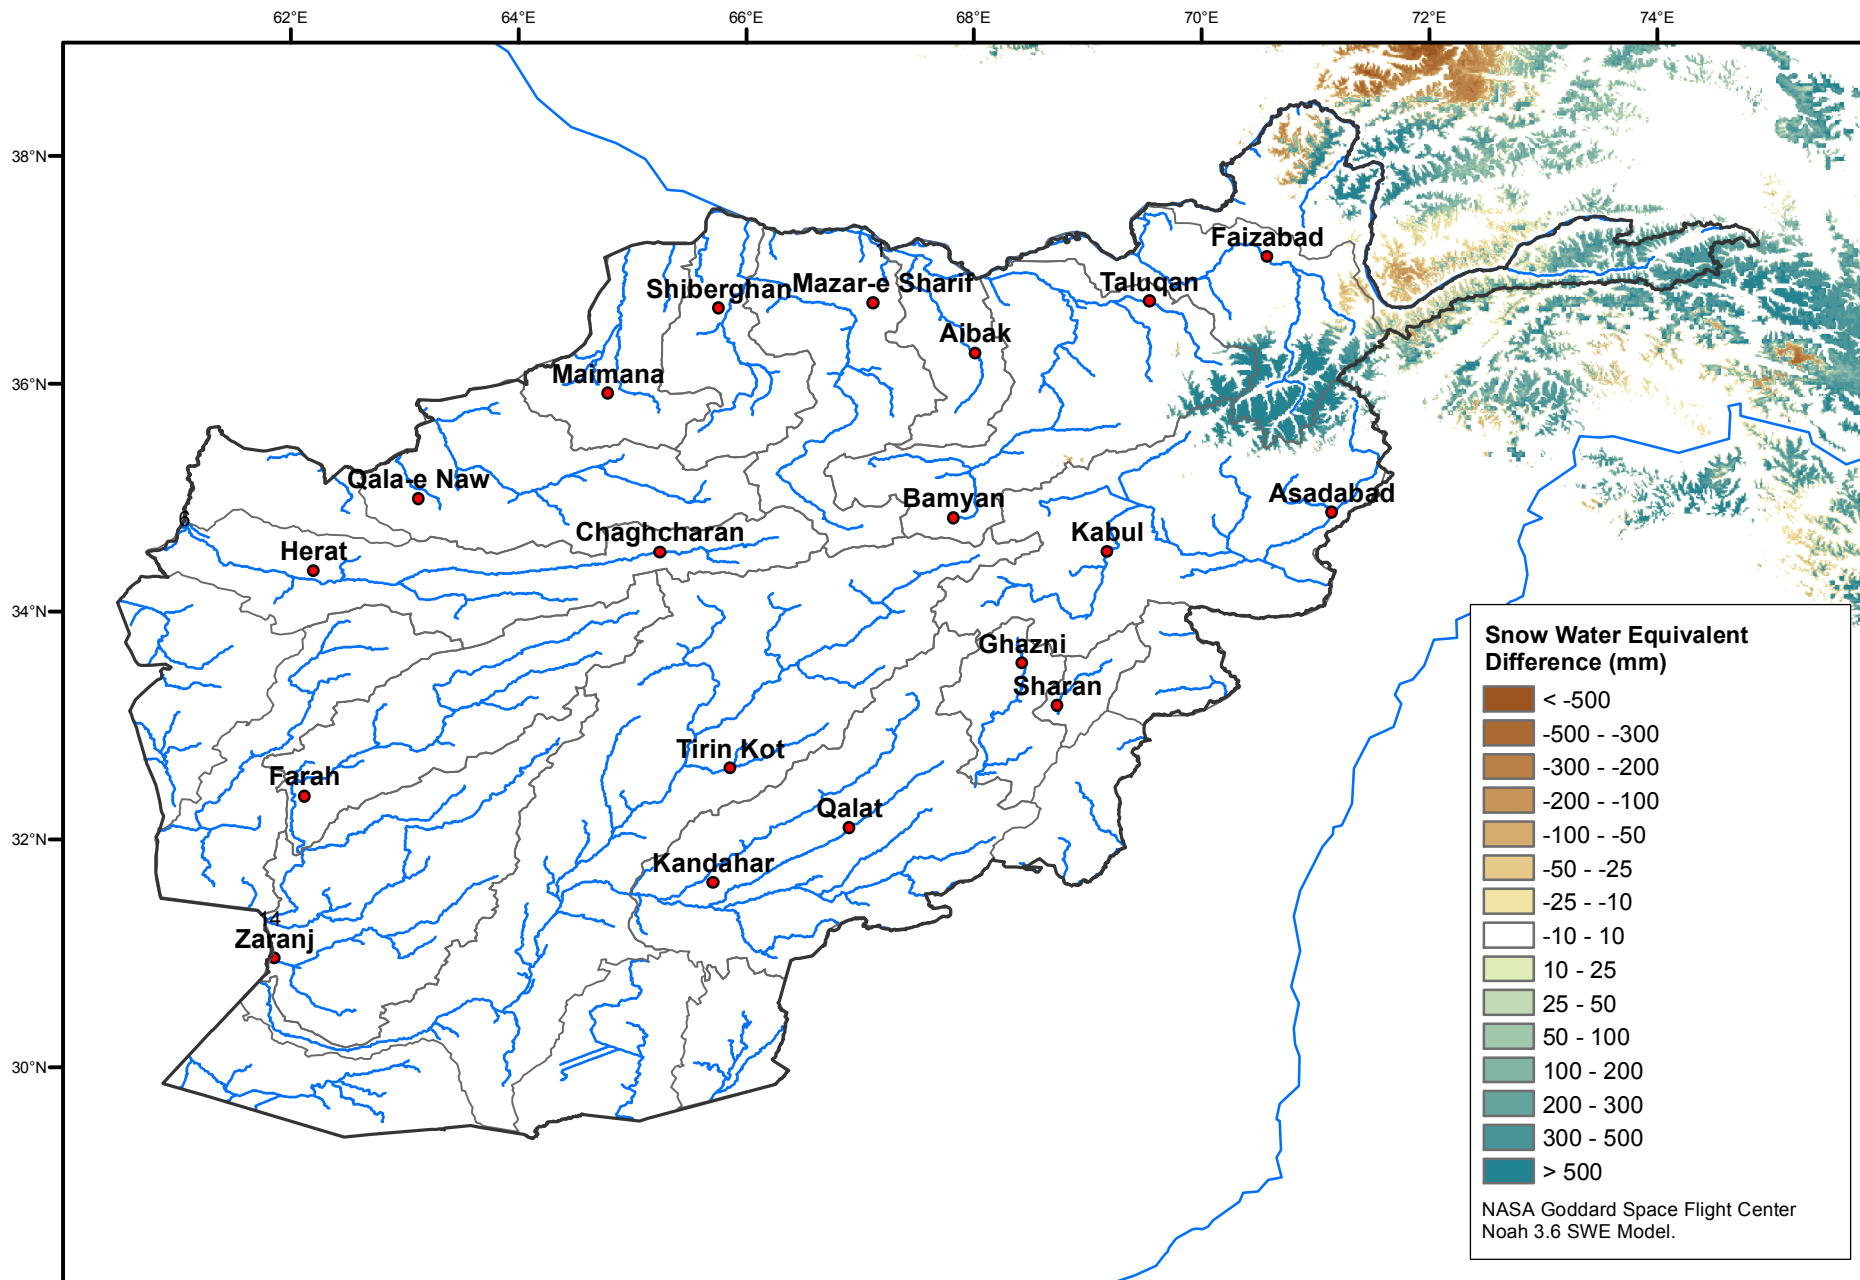 62°E 64°E 66°E 68°E 70°E 72°E 74°E
38°N
Faizabad
Shiberghan Mazar-e Sharif Taluqan
Aibak
36°N
Maimana
Qala-e Naw
Bamyan Asadabad
6
Chaghcharan Kabul
Herat
34°N
Ghazni
Sharan
Tirin Kot
Farah
Qalat
32°N
Kandahar
14
Zaranj
30°N
Snow Water Equivalent
Difference (mm)
< -500
-500 - -300
-300 - -200
-200 - -100
-100 - -50
-50 - -25
-25 - -10
-10 - 10
10 - 25
25 - 50
50 - 100
100 - 200
200 - 300
300 - 500
> 500
NASA Goddard Space Flight Center
Noah 3.6 SWE Model.